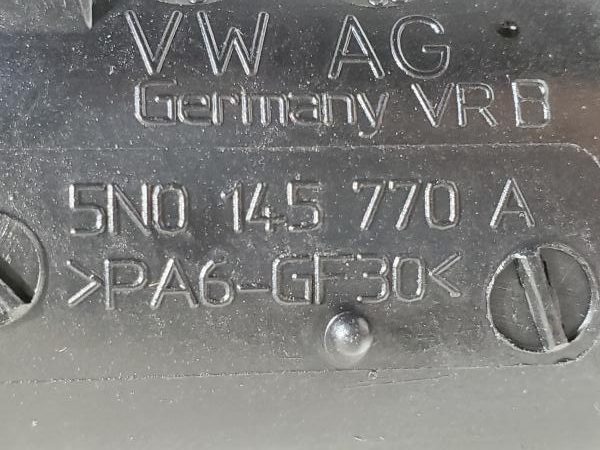 VW AG
Germany VR B
5N0 145 770 A
>PA6-GF30<